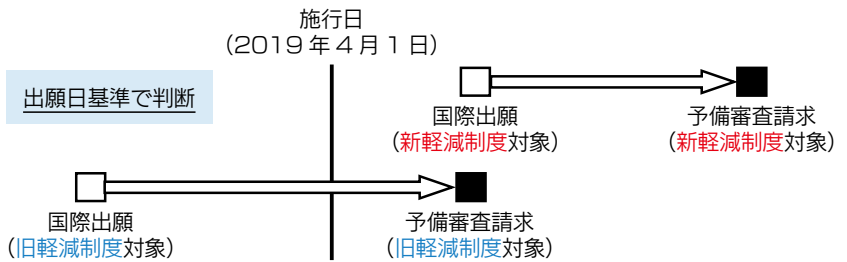 施行日
（2019年4月1日）
出願日基準で判断
国際出願
（新軽減制度対象）
予備審査請求
（新軽減制度対象）
国際出願
（旧軽減制度対象）
予備審査請求
（旧軽減制度対象）